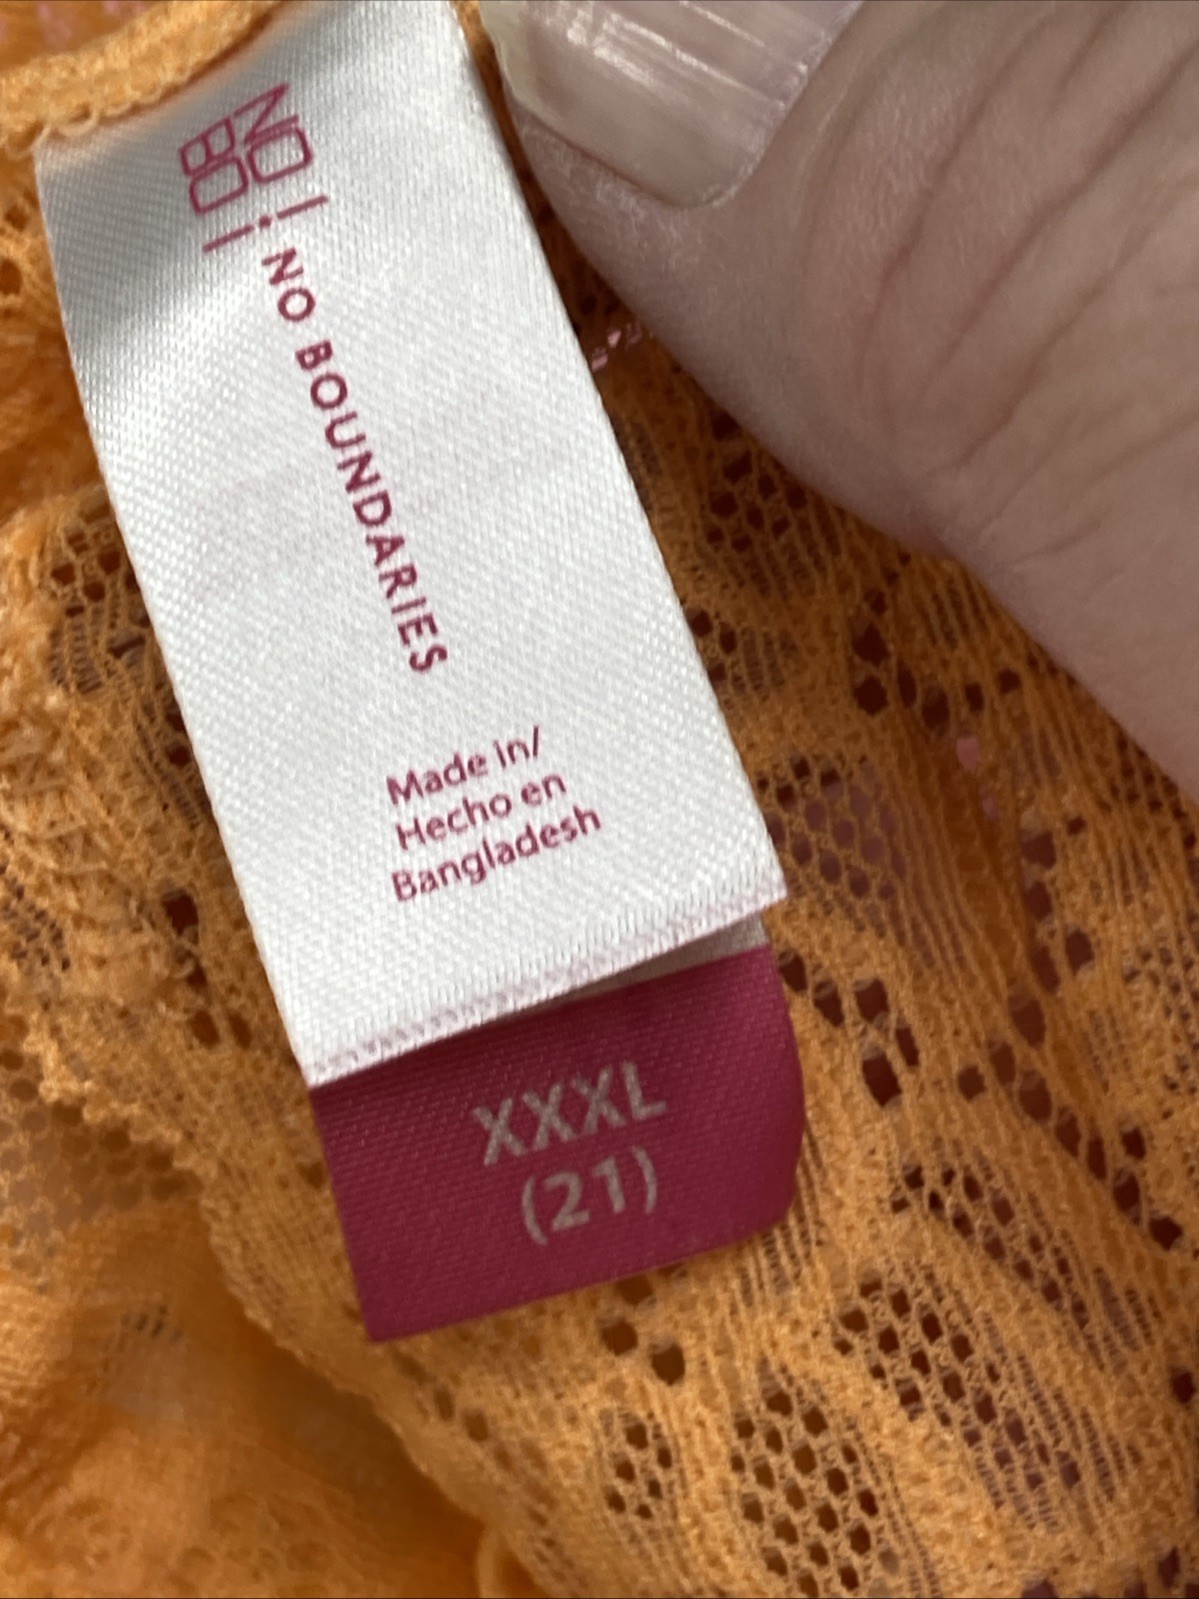 NO
BO
NO BOUNDARIES
Made in/
Hecho en
Bangladesh
XXXL
(21)